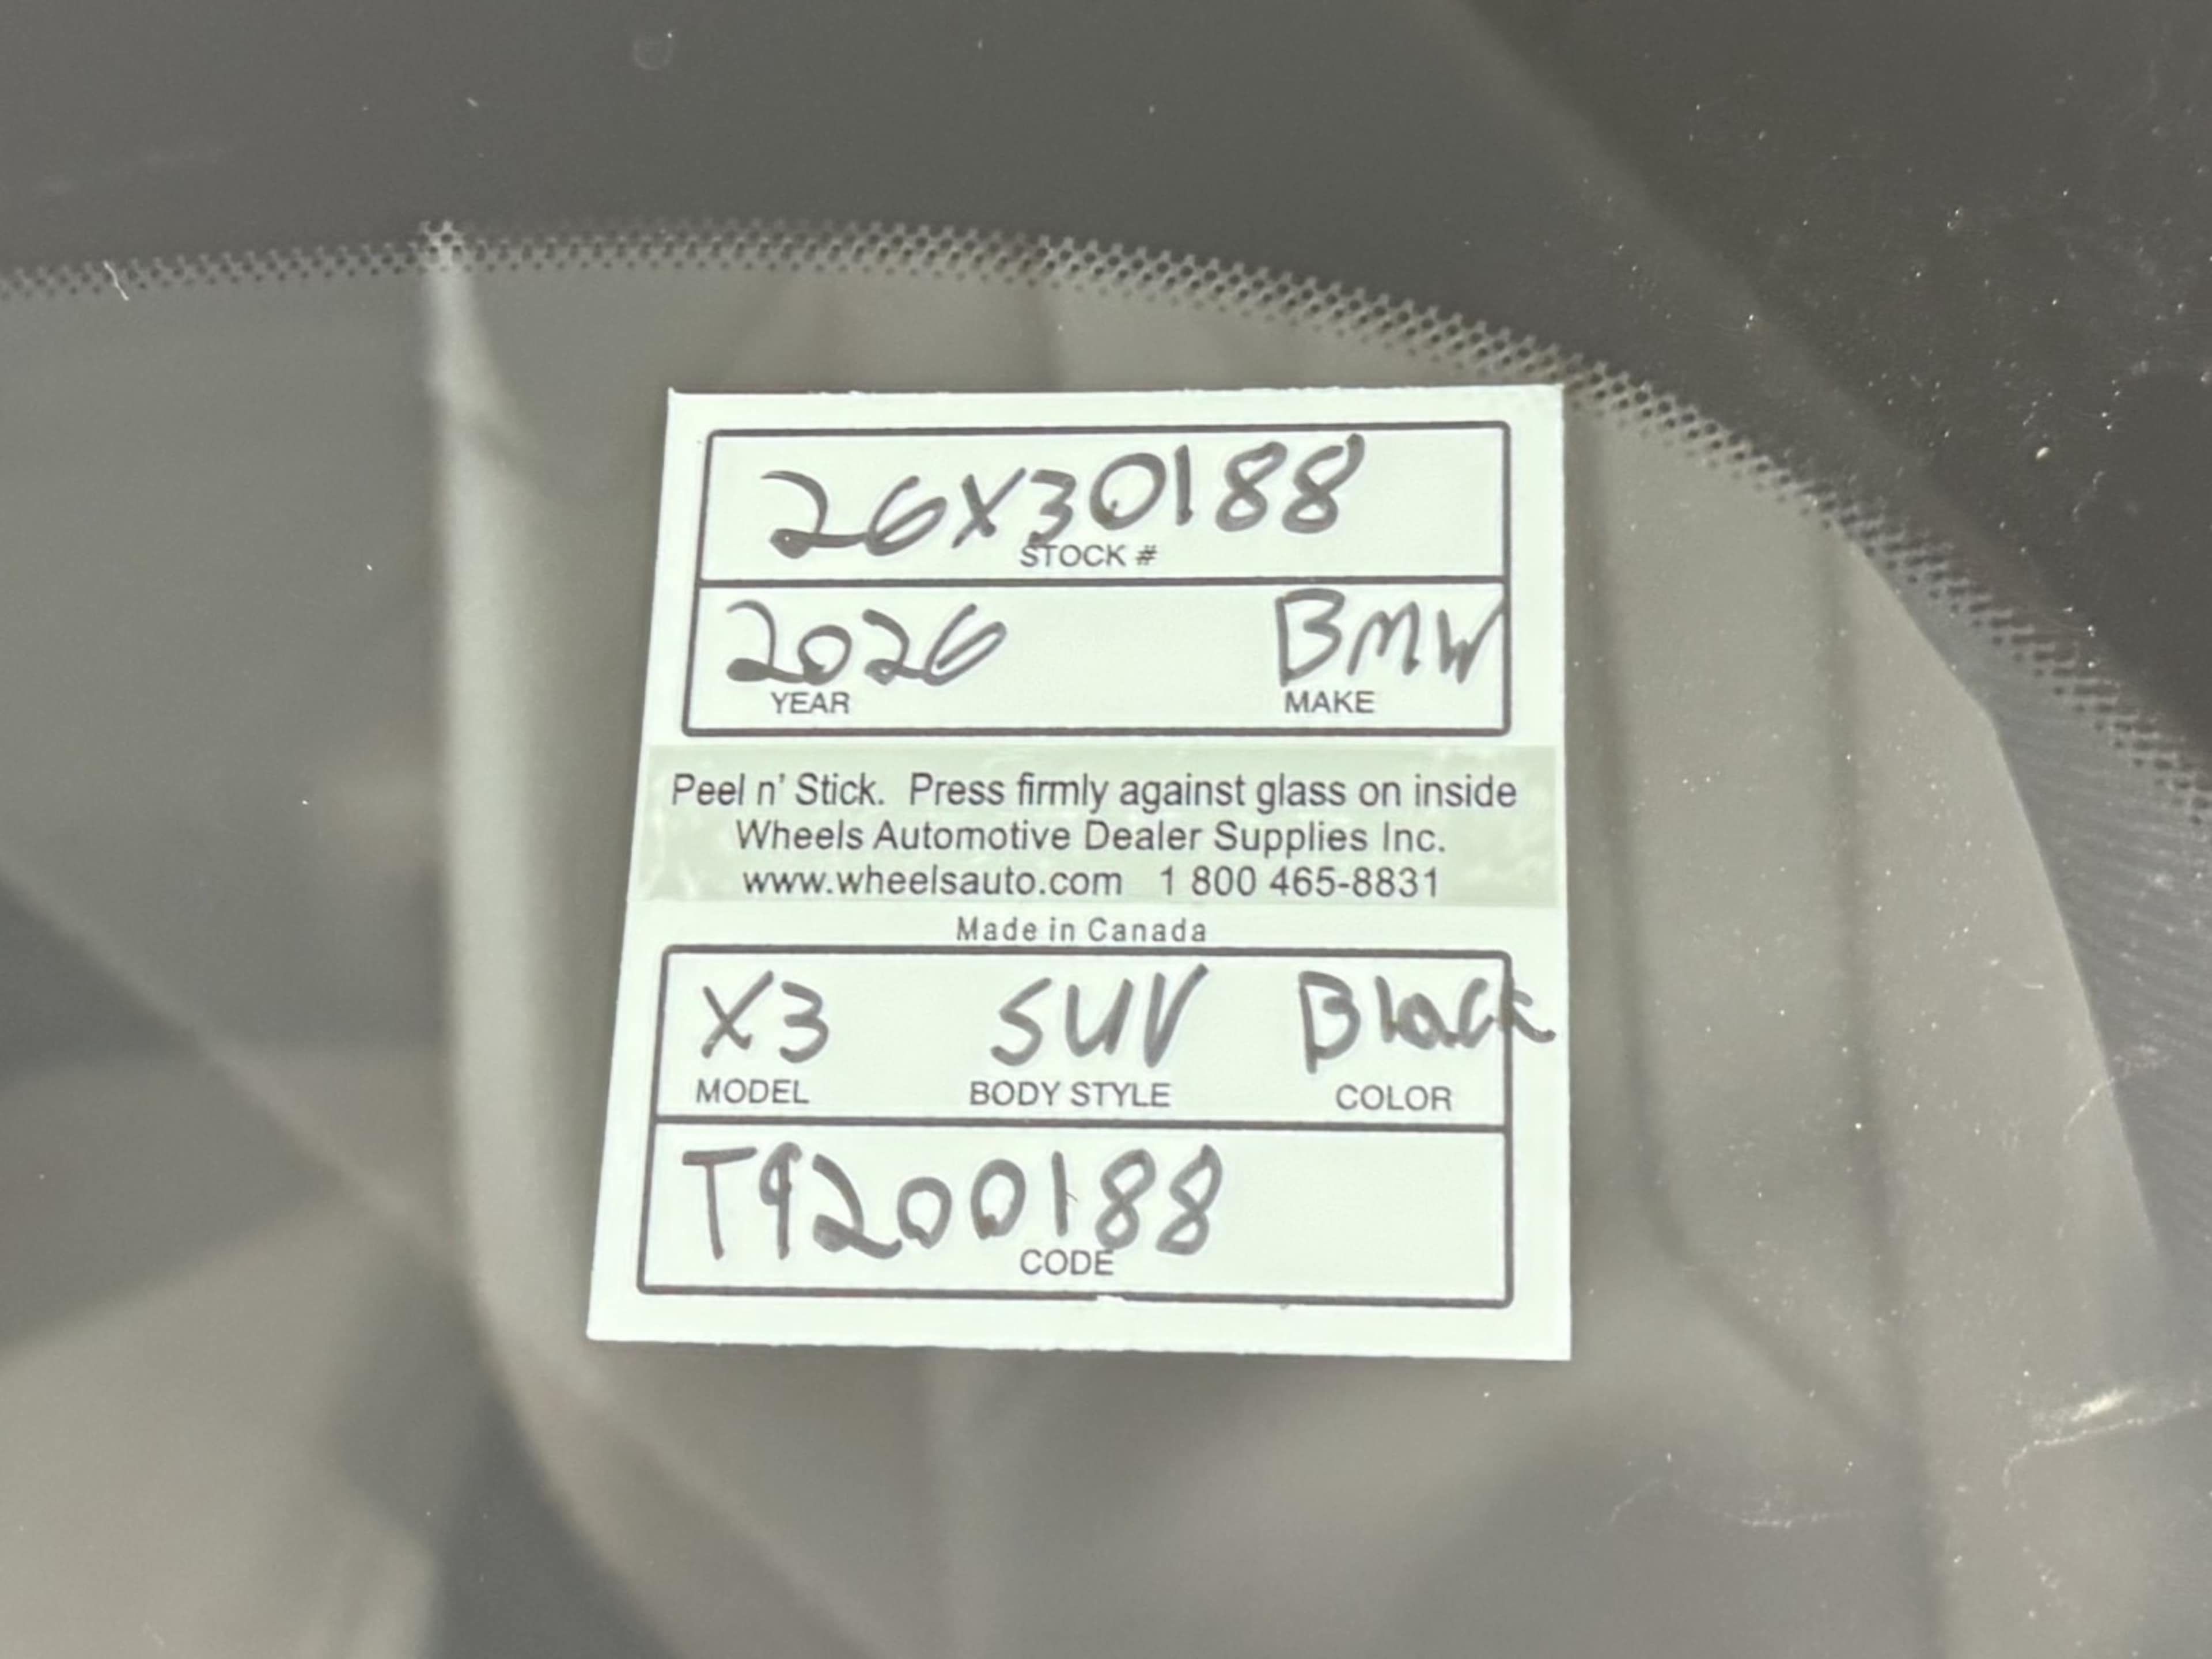 26X30188
STOCK #
2026 BMW
YEAR MAKE
Peel n' Stick. Press firmly against glass on inside
Wheels Automotive Dealer Supplies Inc.
www.wheelsauto.com 1 800 465-8831
Made in Canada
X3 SUV Black
MODEL BODY STYLE COLOR
T9200188
CODE